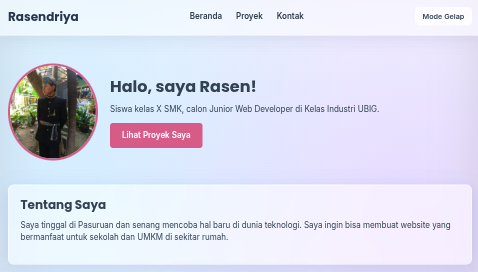 Rasendriya
Beranda Proyek Kontak
Mode Gelap
Halo, saya Rasen!
Siswa kelas X SMK, calon Junior Web Developer di Kelas Industri UBIG.
Lihat Proyek Saya
Tentang Saya
Saya tinggal di Pasuruan dan senang mencoba hal baru di dunia teknologi. Saya ingin bisa membuat website yang
bermanfaat untuk sekolah dan UMKM di sekitar rumah.